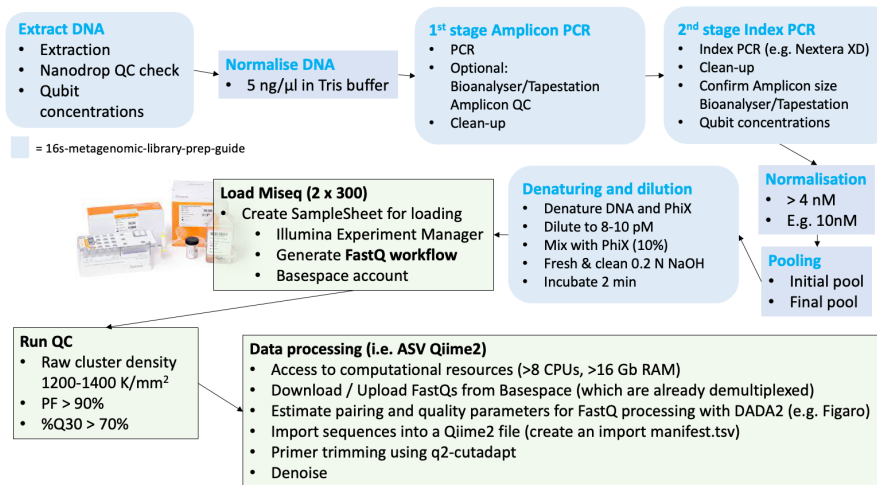 Extract DNA
• Extraction
• Nanodrop QC check
• Qubit
concentrations
Normalise DNA
• 5 ng/µl in Tris buffer
1st stage Amplicon PCR
• PCR
• Optional:
Bioanalyser/Tapestation
Amplicon QC
• Clean-up
2nd stage Index PCR
• Index PCR (e.g. Nextera XD)
• Clean-up
• Confirm Amplicon size
Bioanalyser/Tapestation
• Qubit concentrations
= 16s-metagenomic-library-prep-guide
Normalisation
• > 4 nM
• E.g. 10nM
Pooling
• Initial pool
• Final pool
Denaturing and dilution
• Denature DNA and PhiX
• Dilute to 8-10 pM
• Mix with PhiX (10%)
• Fresh & clean 0.2 N NaOH
• Incubate 2 min
Load Miseq (2 x 300)
• Create SampleSheet for loading
• Illumina Experiment Manager
• Generate FastQ workflow
• Basespace account
Run QC
• Raw cluster density
1200-1400 K/mm2
• PF > 90%
• %Q30 > 70%
Data processing (i.e. ASV Qiime2)
• Access to computational resources (>8 CPUs, >16 Gb RAM)
• Download / Upload FastQs from Basespace (which are already demultiplexed)
• Estimate pairing and quality parameters for FastQ processing with DADA2 (e.g. Figaro)
• Import sequences into a Qiime2 file (create an import manifest.tsv)
• Primer trimming using q2-cutadapt
• Denoise